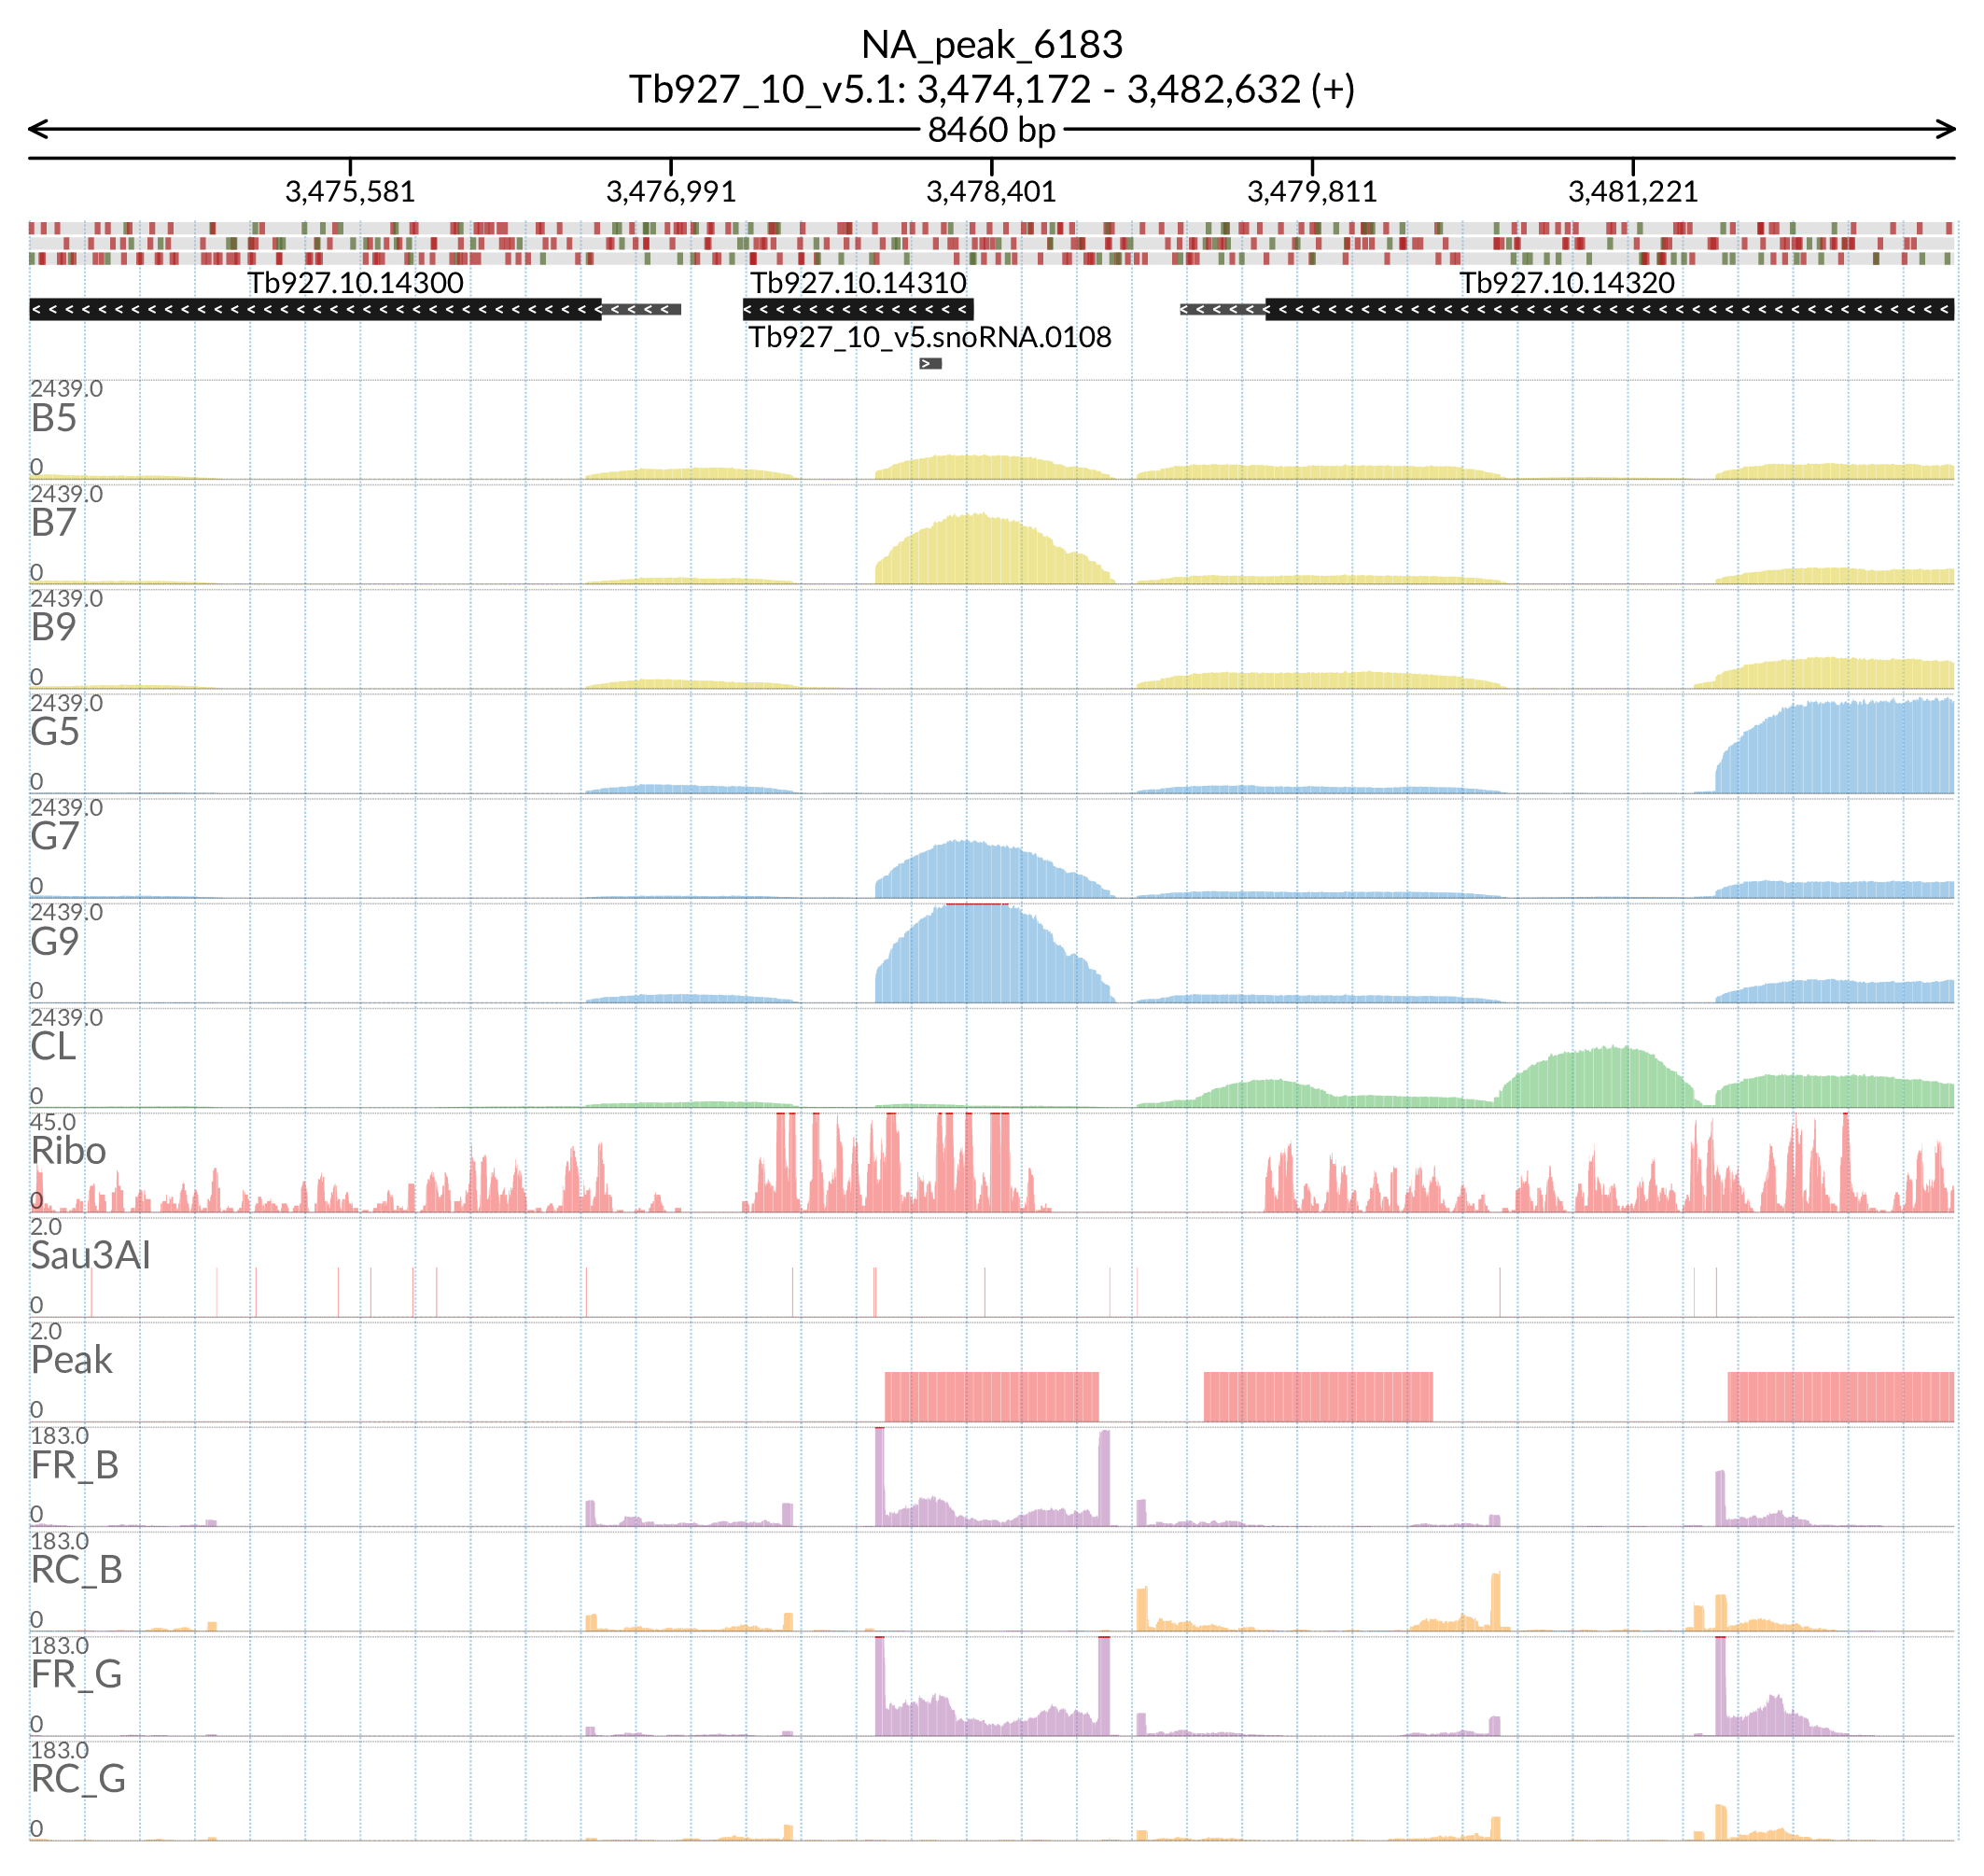 NA_peak_6183
Tb927_10_v5.1: 3,474,172 - 3,482,632 (+)
8460 bp
3,475,581 3,476,991 3,478,401 3,479,811 3,481,221
Tb927.10.14300 Tb927.10.14310 Tb927.10.14320
Tb927_10_v5.snoRNA.0108
2439.0
B5
0
2439.0
B7
0
2439.0
B9
0
2439.0
G5
0
2439.0
G7
0
2439.0
G9
0
2439.0
CL
0
45.0
Ribo
0
2.0
Sau3AI
0
2.0
Peak
0
183.0
FR_B
0
183.0
RC_B
0
183.0
FR_G
0
183.0
RC_G
0